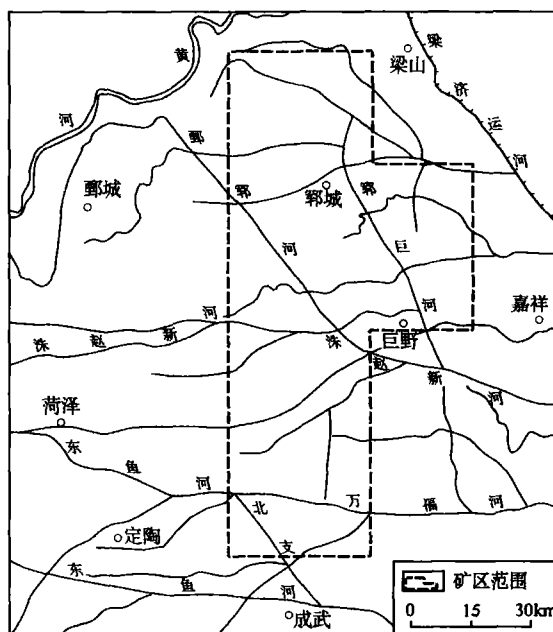 黄
河
梁山
梁
济
运
河
鄄城
鄄
郓
河
郓城
郓
巨
河
洙 赵 新 河
嘉祥
巨野
洙
赵
新
河
菏泽
东
鱼
河
北
支
万
福
河
定陶
东
鱼
河
成武
矿区范围
0 15 30km